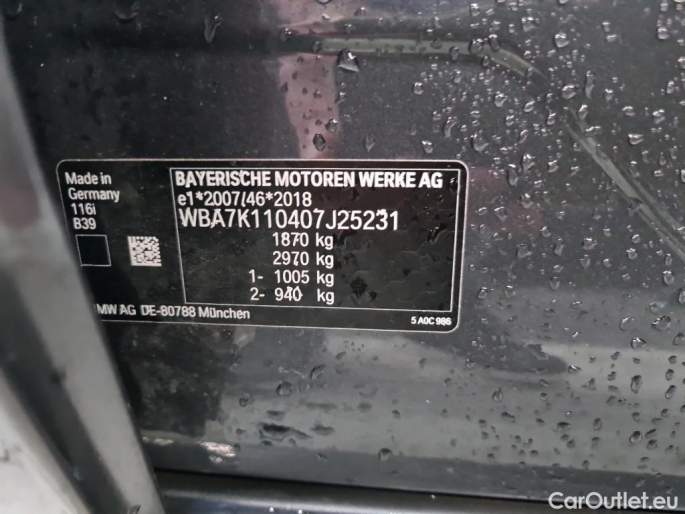 Made in
Germany
116i
B39
BAYERISCHE MOTOREN WERKE AG
e1*2007/46*2018
WBA7K110407J25231
1870 kg
2970 kg
1- 1005 kg
2- 940 kg
MW AG DE-80788 München
5 A0C 986
CarOutlet.eu